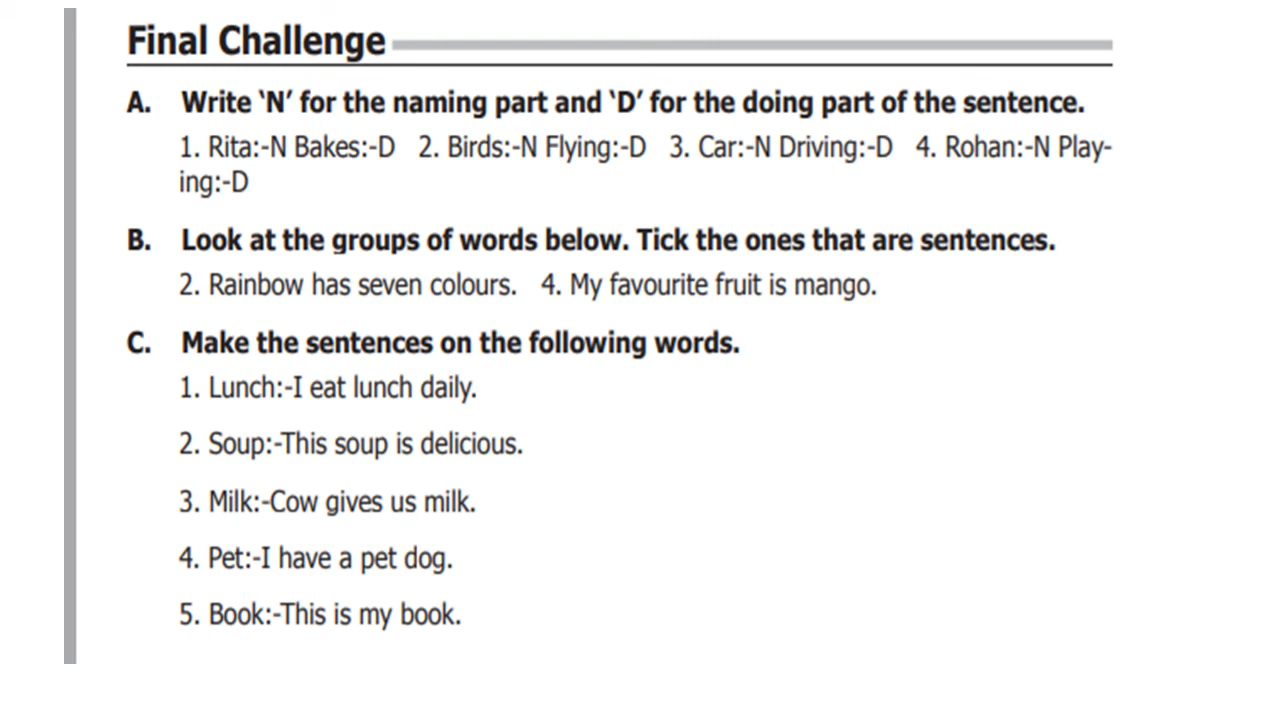 Final Challenge
A. Write ‘N’ for the naming part and ‘D’ for the doing part of the sentence.
1. Rita:-N Bakes:-D 2. Birds:-N Flying:-D 3. Car:-N Driving:-D 4. Rohan:-N Play-
ing:-D
B. Look at the groups of words below. Tick the ones that are sentences.
2. Rainbow has seven colours. 4. My favourite fruit is mango.
C. Make the sentences on the following words.
1. Lunch:-I eat lunch daily.
2. Soup:-This soup is delicious.
3. Milk:-Cow gives us milk.
4. Pet:-I have a pet dog.
5. Book:-This is my book.